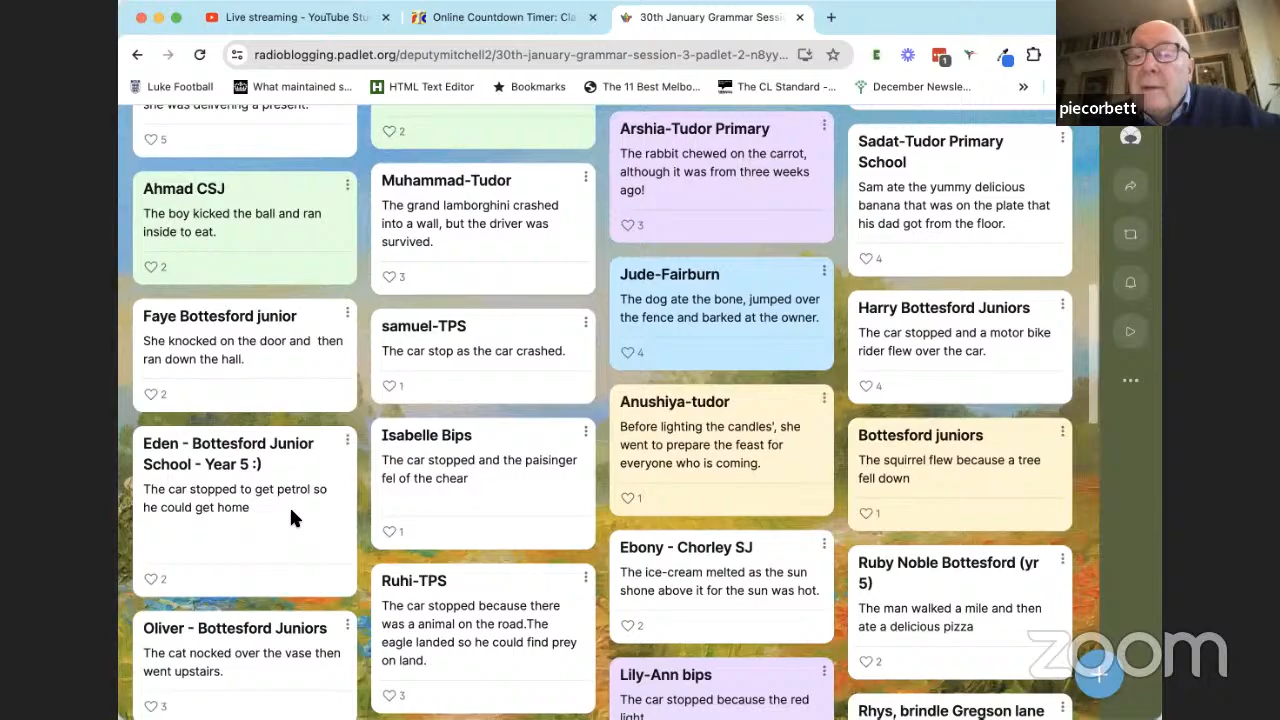 Live streaming - YouTube Stu
Online Countdown Timer: Cla
30th January Grammar Sessi
radioblogging.padlet.org/deputymitchell2/30th-january-grammar-session-3-padlet-2-n8yy...
Luke Football
What maintained s...
HTML Text Editor
Bookmarks
The 11 Best Melbo...
The CL Standard -...
December Newsle...
piecorbett
she was delivering a present.
5
Ahmad CSJ
The boy kicked the ball and ran
inside to eat.
2
Faye Bottesford junior
She knocked on the door and then
ran down the hall.
2
Eden - Bottesford Junior
School - Year 5 :)
The car stopped to get petrol so
he could get home
2
Oliver - Bottesford Juniors
The cat nocked over the vase then
went upstairs.
3
2
Muhammad-Tudor
The grand lamborghini crashed
into a wall, but the driver was
survived.
3
samuel-TPS
The car stop as the car crashed.
1
Isabelle Bips
The car stopped and the paisinger
fel of the chear
1
Ruhi-TPS
The car stopped because there
was a animal on the road.The
eagle landed so he could find prey
on land.
3
Arshia-Tudor Primary
The rabbit chewed on the carrot,
although it was from three weeks
ago!
3
Jude-Fairburn
The dog ate the bone, jumped over
the fence and barked at the owner.
4
Anushiya-tudor
Before lighting the candles', she
went to prepare the feast for
everyone who is coming.
1
Ebony - Chorley SJ
The ice-cream melted as the sun
shone above it for the sun was hot.
2
Lily-Ann bips
The car stopped because the red
light
Sadat-Tudor Primary
School
Sam ate the yummy delicious
banana that was on the plate that
his dad got from the floor.
4
Harry Bottesford Juniors
The car stopped and a motor bike
rider flew over the car.
4
Bottesford juniors
The squirrel flew because a tree
fell down
1
Ruby Noble Bottesford (yr
5)
The man walked a mile and then
ate a delicious pizza
2
Rhys, brindle Gregson lane
zoom